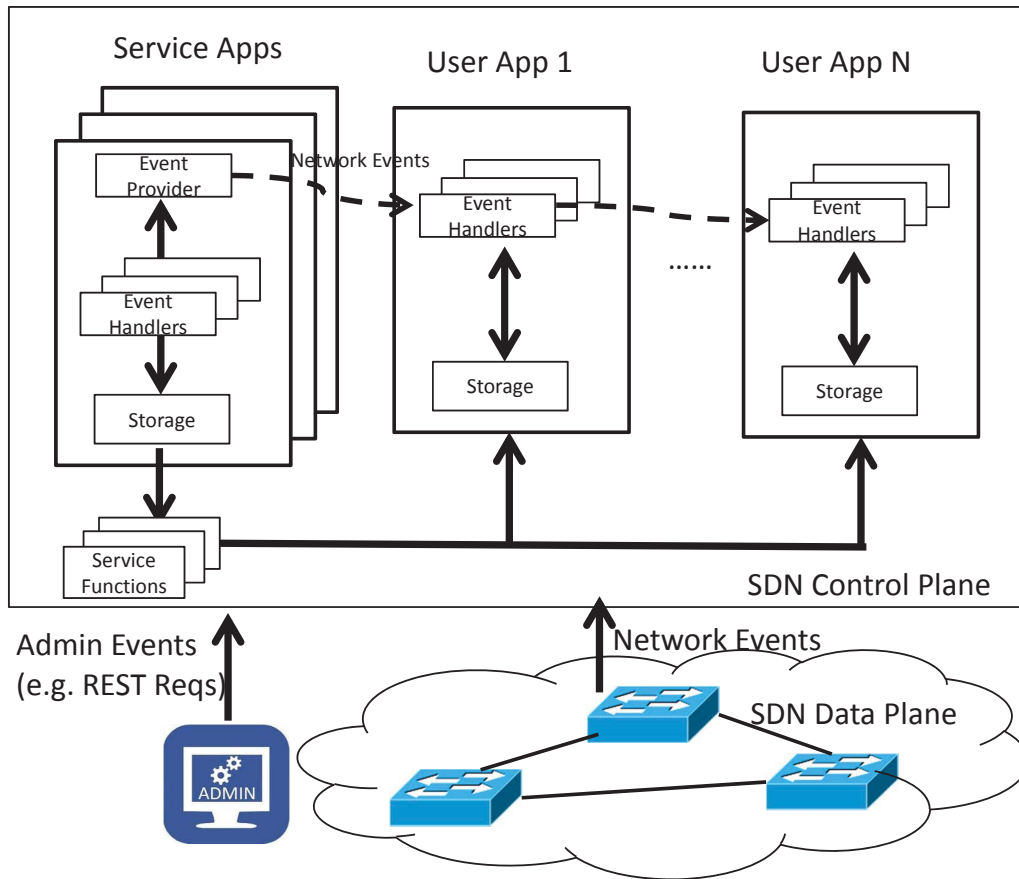 Service Apps
User App 1
User App N
Event
Provider
Network Events
Event
Handlers
Event
Handlers
......
Event
Handlers
Storage
Storage
Storage
Service
Functions
SDN Control Plane
Admin Events
(e.g. REST Reqs)
Network Events
SDN Data Plane
ADMIN